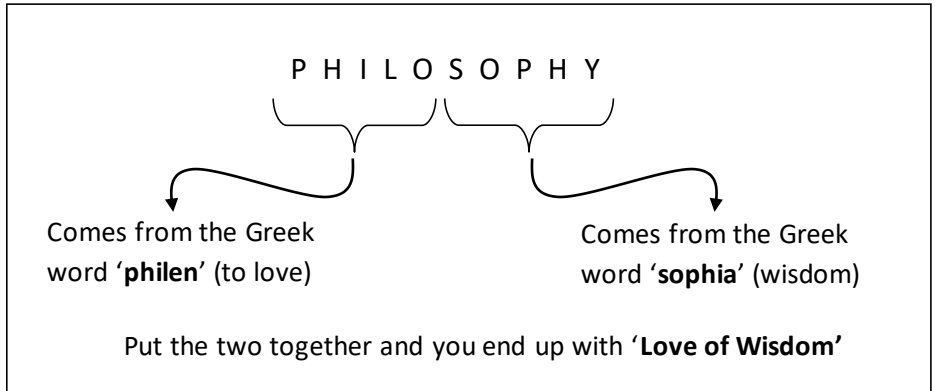 P H I L O S O P H Y
Comes from the Greek
word ‘philen’ (to love)
Comes from the Greek
word ‘sophia’ (wisdom)
Put the two together and you end up with ‘Love of Wisdom’